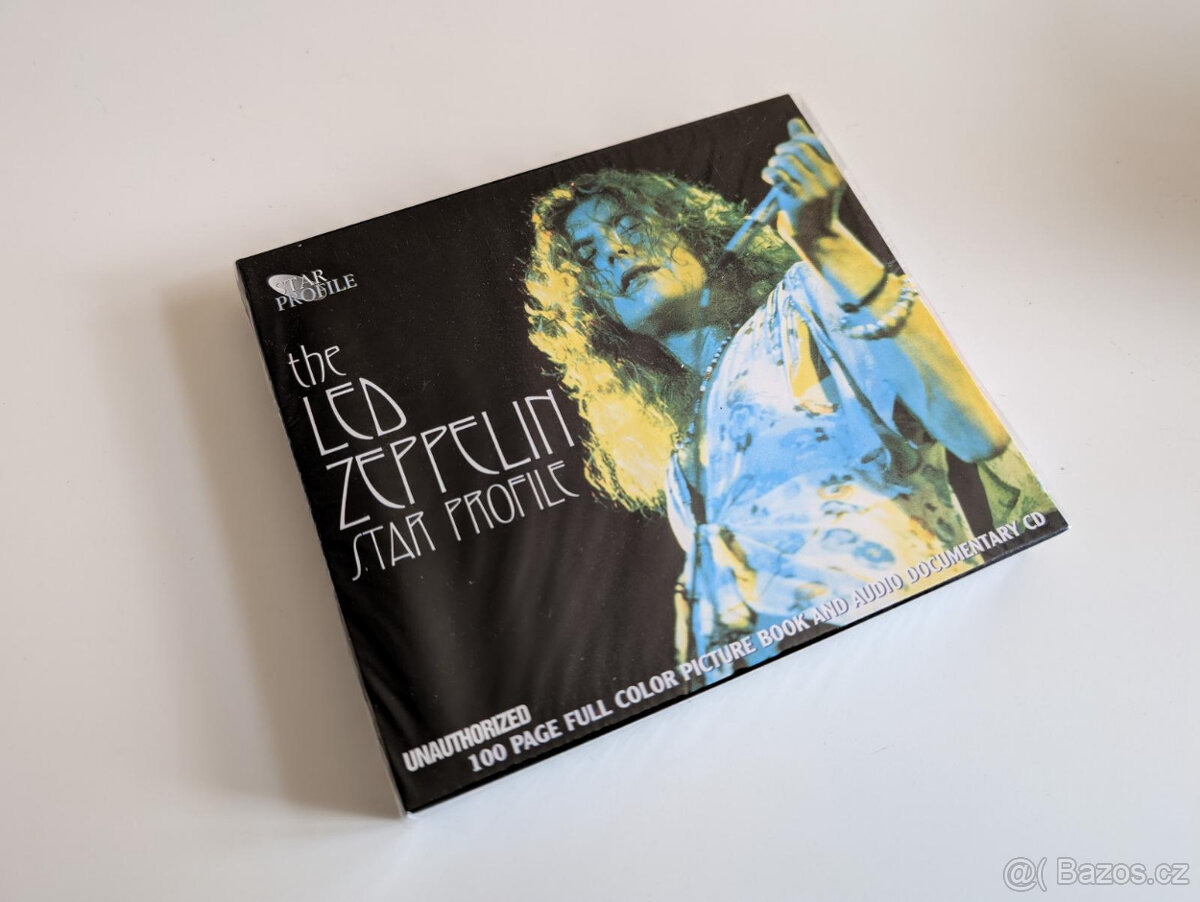 STAR
PROFILE
the
LED
ZEPPELIN
STAR PROFILE
UNAUTHORIZED
100 PAGE FULL COLOR PICTURE BOOK AND AUDIO DOCUMENTARY CD
@( Bazos.cz